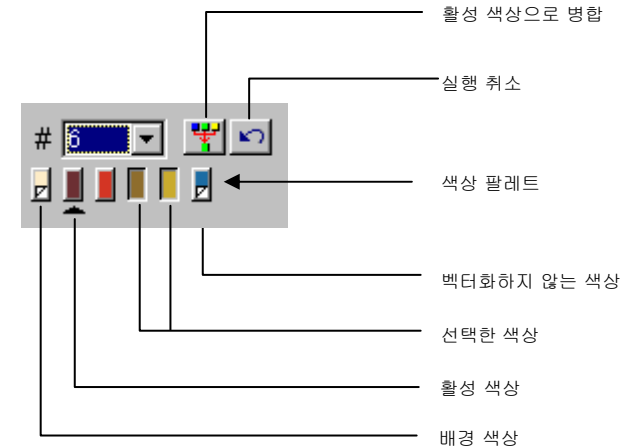 활성 색상으로 병합
실행 취소
# 6
색상 팔레트
벡터화하지 않는 색상
선택한 색상
활성 색상
배경 색상